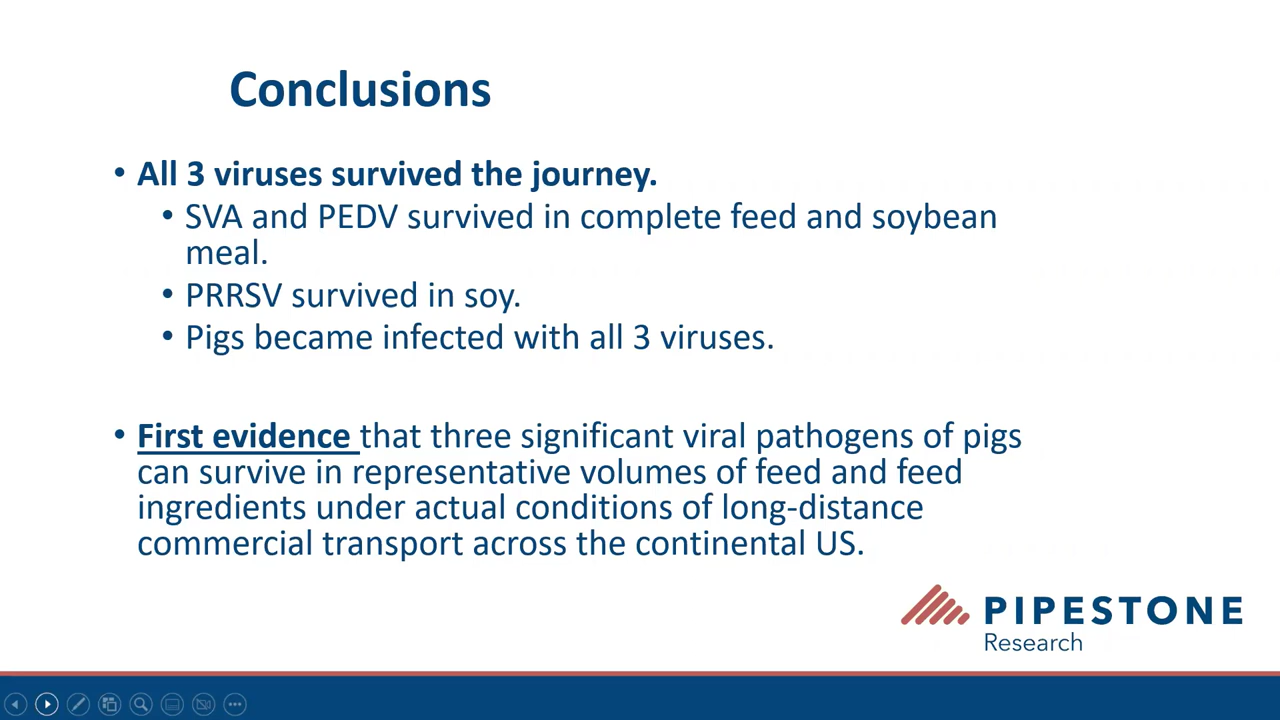 Conclusions
• All 3 viruses survived the journey.
• SVA and PEDV survived in complete feed and soybean
meal.
• PRRSV survived in soy.
• Pigs became infected with all 3 viruses.
• First evidence that three significant viral pathogens of pigs
can survive in representative volumes of feed and feed
ingredients under actual conditions of long-distance
commercial transport across the continental US.
PIPESTONE
Research